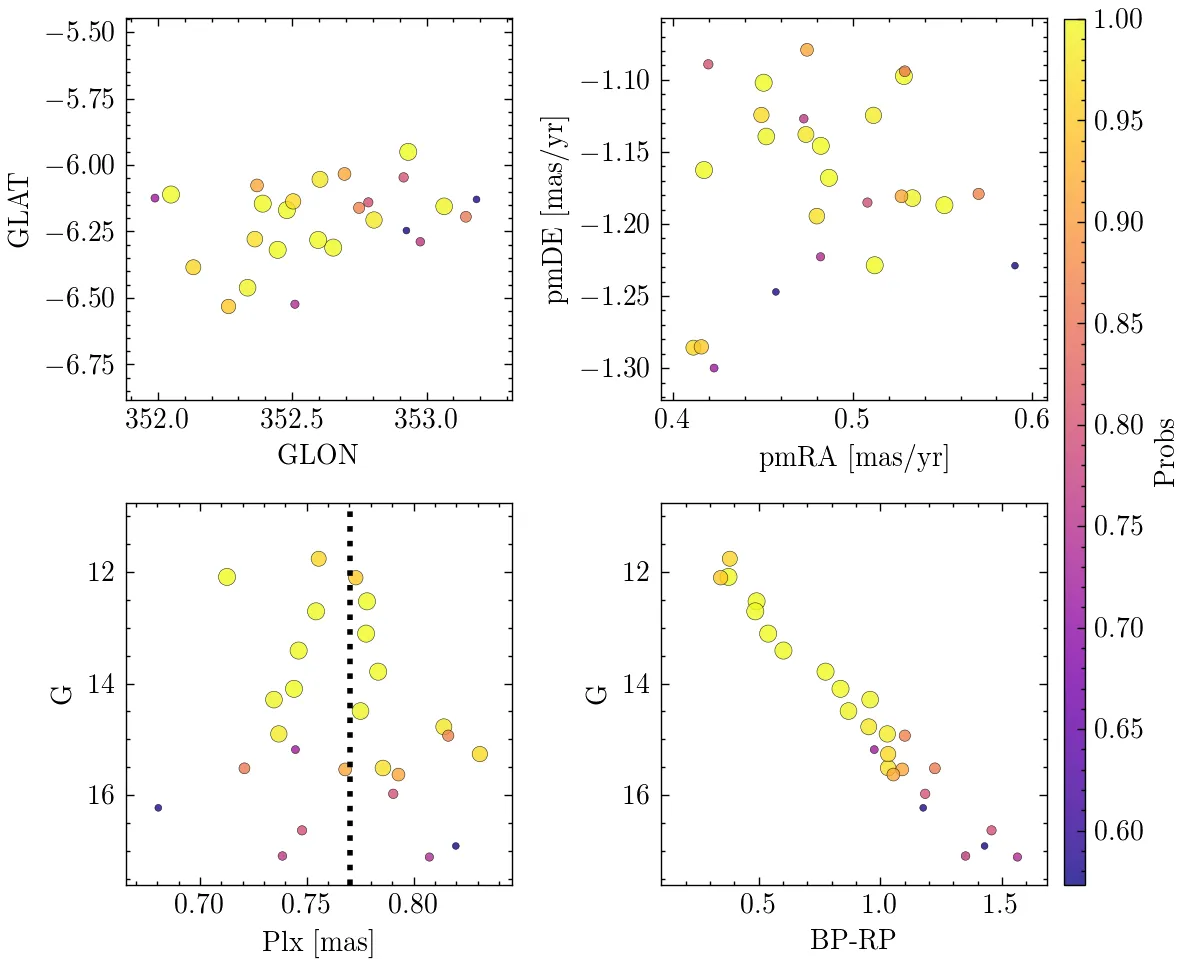 −5.50
−5.75
−6.00
−6.25
−6.50
−6.75
GLAT
352.0 352.5 353.0
GLON
−1.10
−1.15
−1.20
−1.25
−1.30
pmDE [mas/yr]
0.4 0.5 0.6
pmRA [mas/yr]
12
14
16
G
0.70 0.75 0.80
Plx [mas]
12
14
16
G
0.5 1.0 1.5
BP-RP
1.00
0.95
0.90
0.85
0.80
0.75
0.70
0.65
0.60
Probs